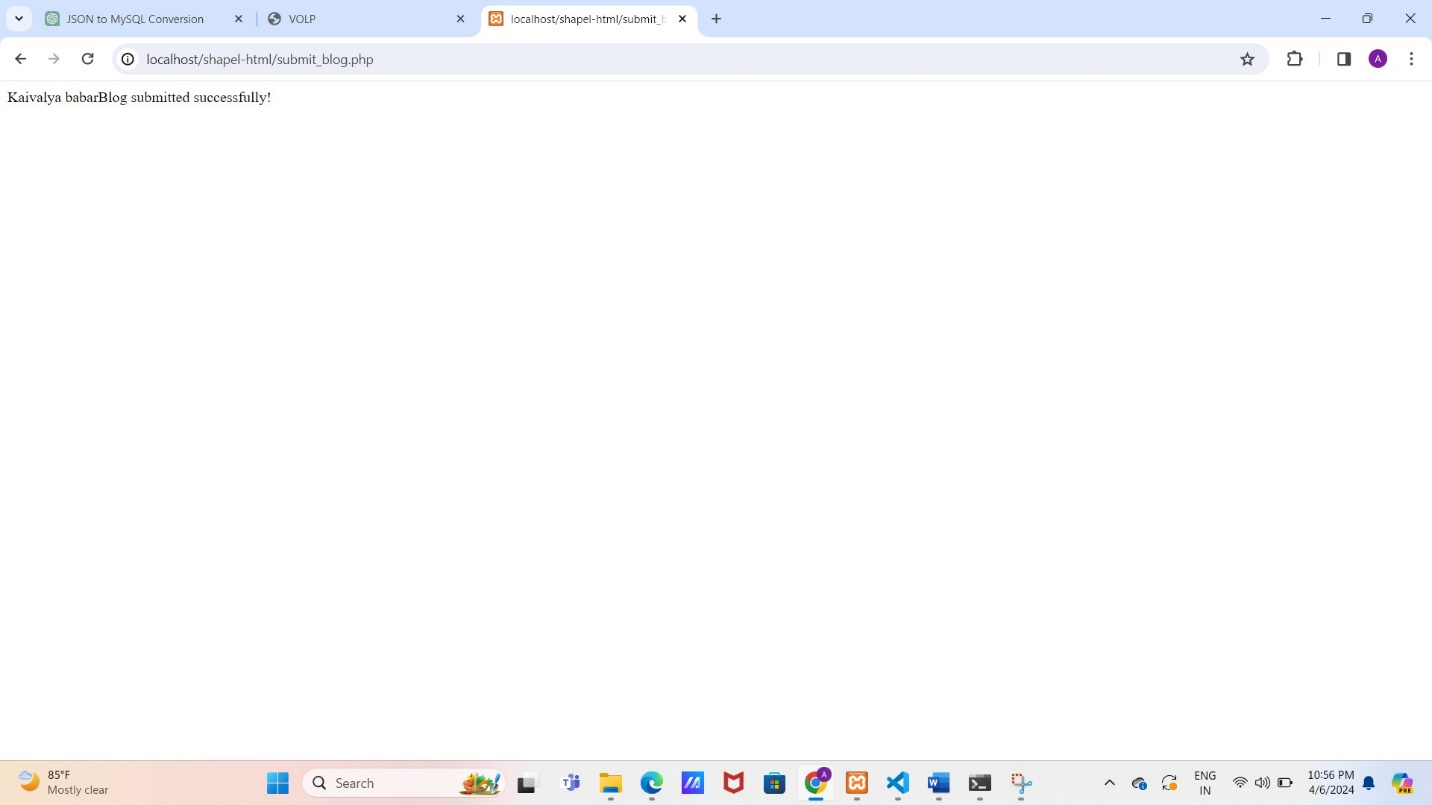 JSON to MySQL Conversion
VOLP
localhost/shapel-html/submit_b
localhost/shapel-html/submit_blog.php
A
Kaivalya babarBlog submitted successfully!
85°F
Mostly clear
Search
A
ENG
IN
10:56 PM
4/6/2024
PRE